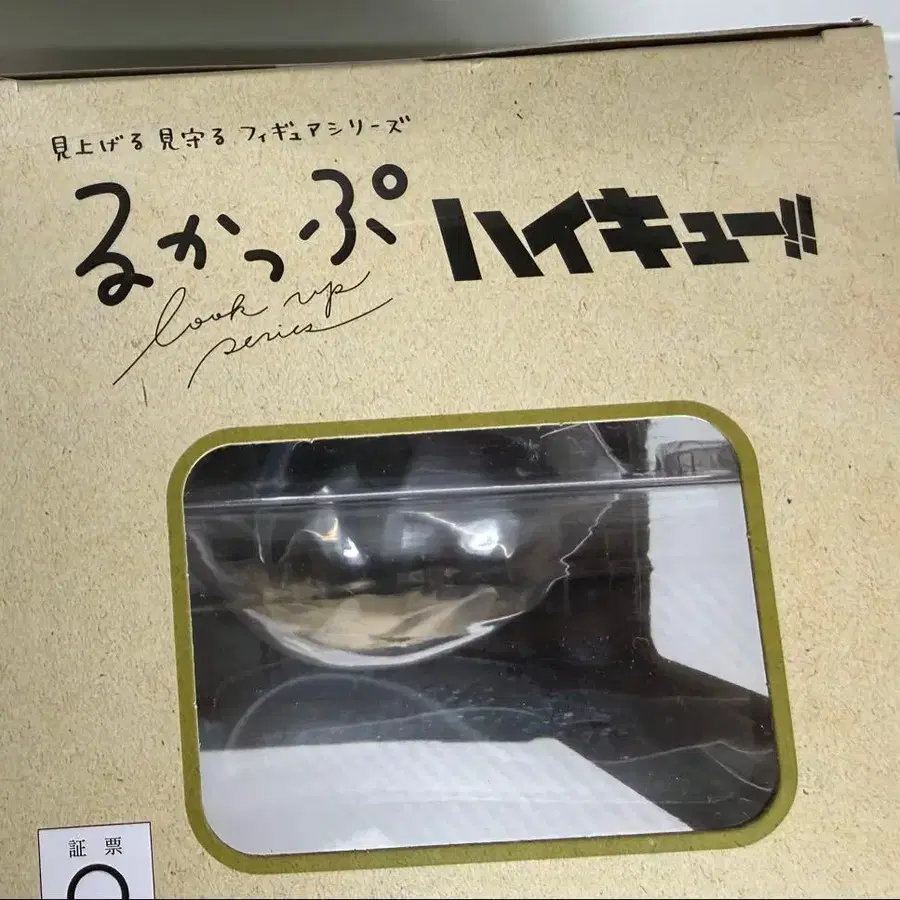 見上げる 見守る フィギュアシリーズ
るかっぷ ハイキュー!!
look up
series
証票